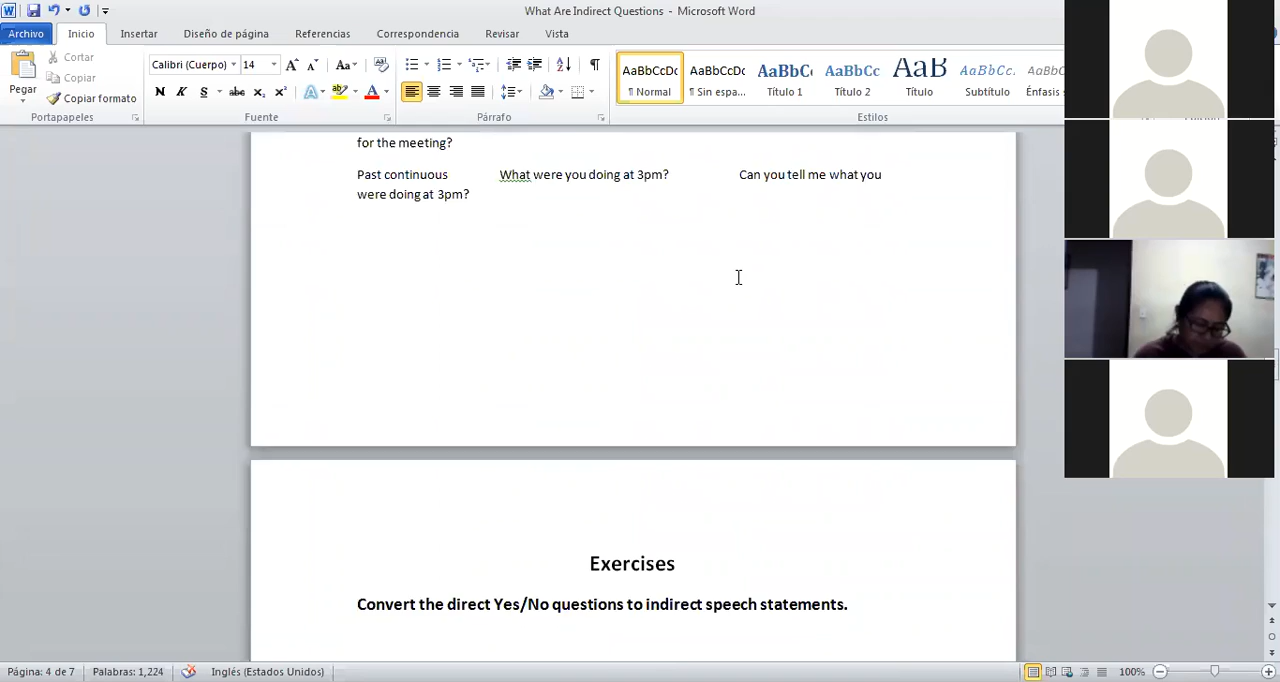 What Are Indirect Questions - Microsoft Word
Archivo Inicio Insertar Diseño de página Referencias Correspondencia Revisar Vista
Cortar
Copiar
Copiar formato
Pegar
Portapapeles
Calibri (Cuerpo) 14
N K S abc x₂ x²
Fuente
Párrafo
AaBbCcDc AaBbCcDc AaBbC AaBbCc AaB AaBbCc. AaBbCc
¶ Normal ¶ Sin espa... Título 1 Título 2 Título Subtítulo Énfasis
Estilos
for the meeting?
Past continuous What were you doing at 3pm? Can you tell me what you
were doing at 3pm?
Exercises
Convert the direct Yes/No questions to indirect speech statements.
Página: 4 de 7 Palabras: 1,224 Inglés (Estados Unidos) 100%